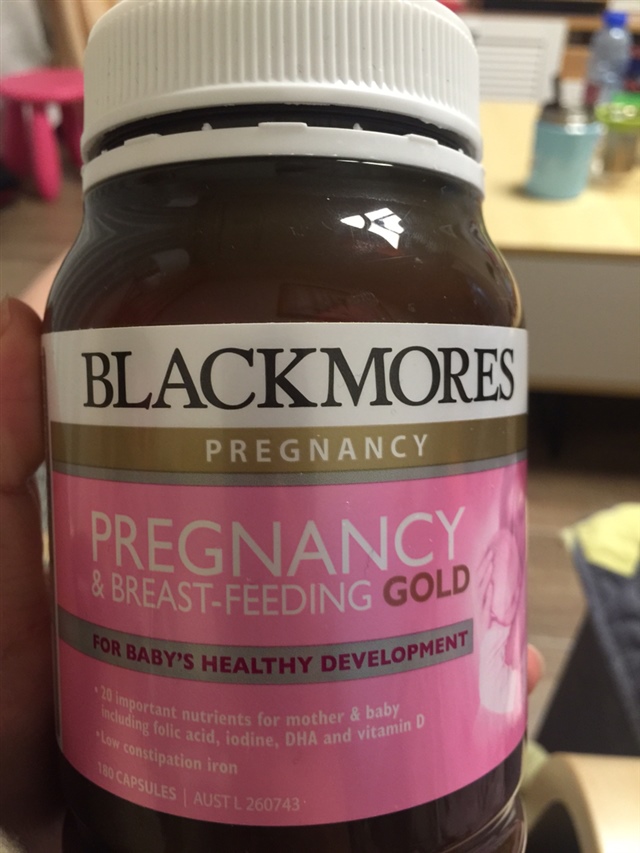 BLACKMORES
PREGNANCY
PREGNANCY
& BREAST-FEEDING GOLD
FOR BABY'S HEALTHY DEVELOPMENT
• 20 important nutrients for mother & baby
including folic acid, iodine, DHA and vitamin D
• Low constipation iron
180 CAPSULES | AUST L 260743